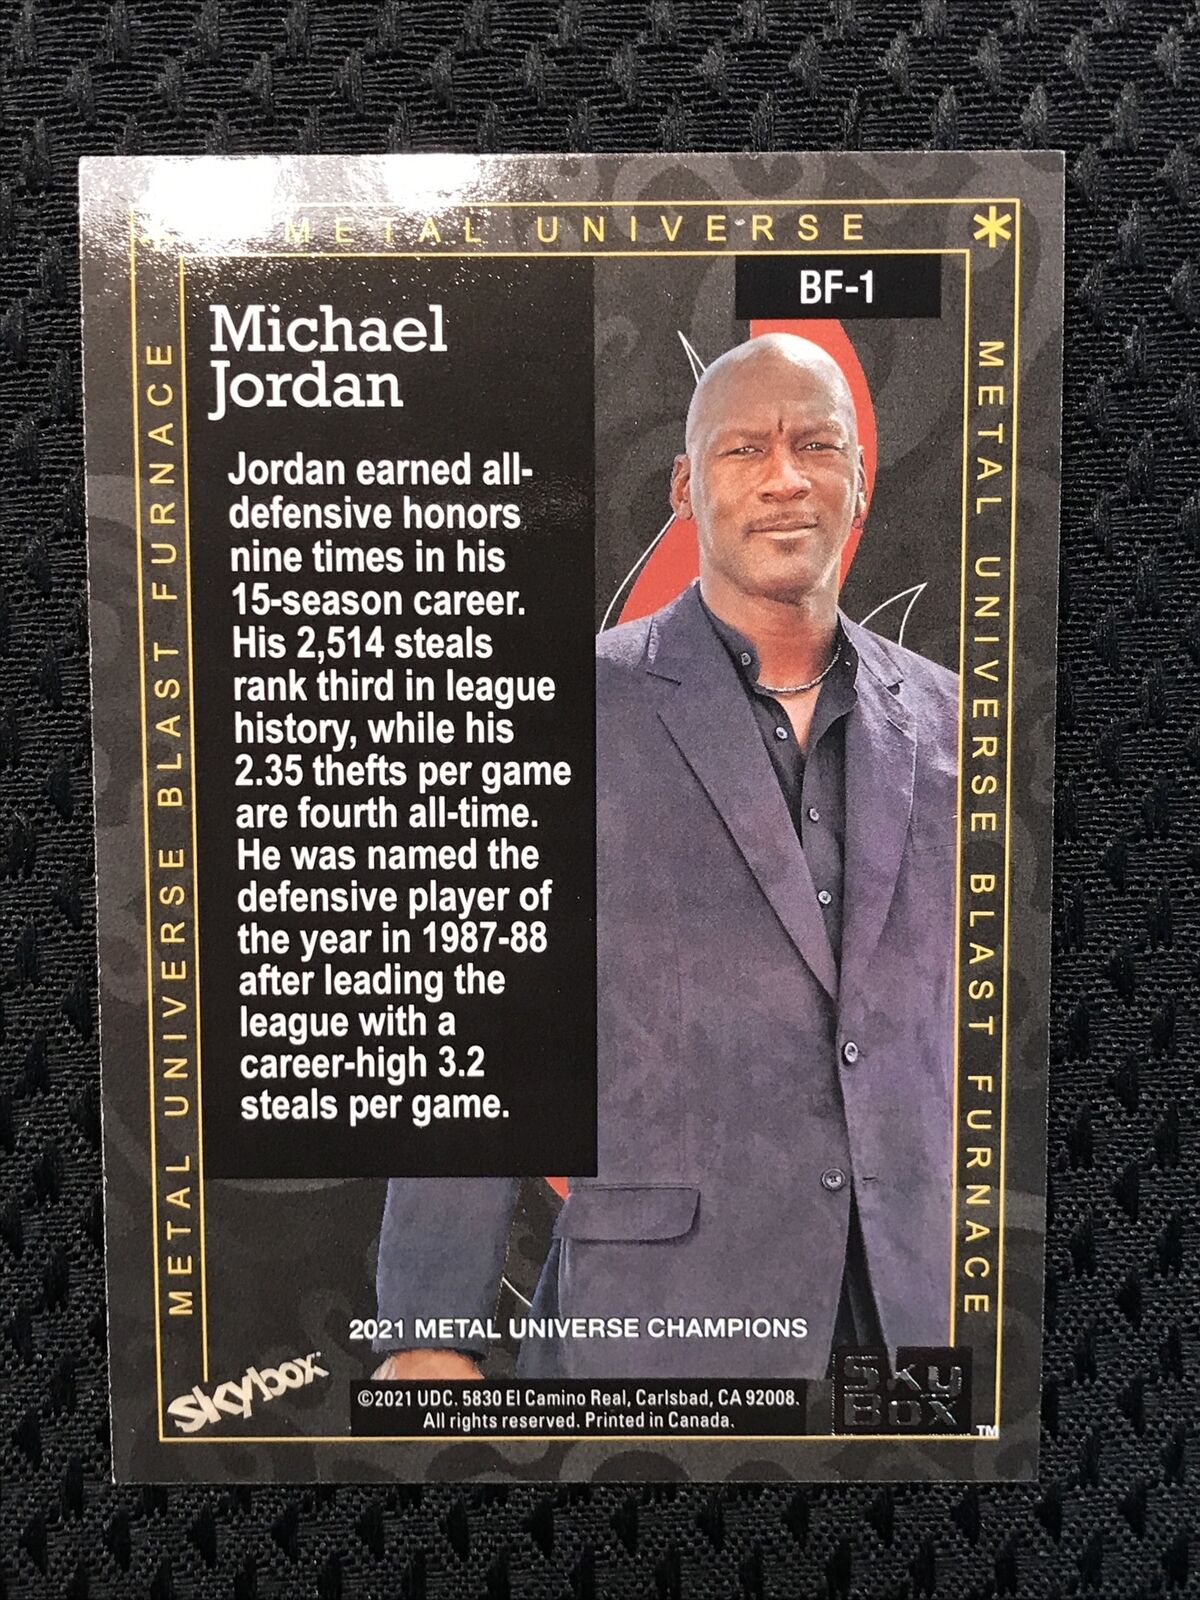 METAL UNIVERSE
BF-1
METAL UNIVERSE BLAST FURNACE
METAL UNIVERSE BLAST FURNACE
Michael
Jordan
Jordan earned all-
defensive honors
nine times in his
15-season career.
His 2,514 steals
rank third in league
history, while his
2.35 thefts per game
are fourth all-time.
He was named the
defensive player of
the year in 1987-88
after leading the
league with a
career-high 3.2
steals per game.
2021 METAL UNIVERSE CHAMPIONS
skybox
©2021 UDC. 5830 El Camino Real, Carlsbad, CA 92008.
All rights reserved. Printed in Canada.
SkyBox
TM